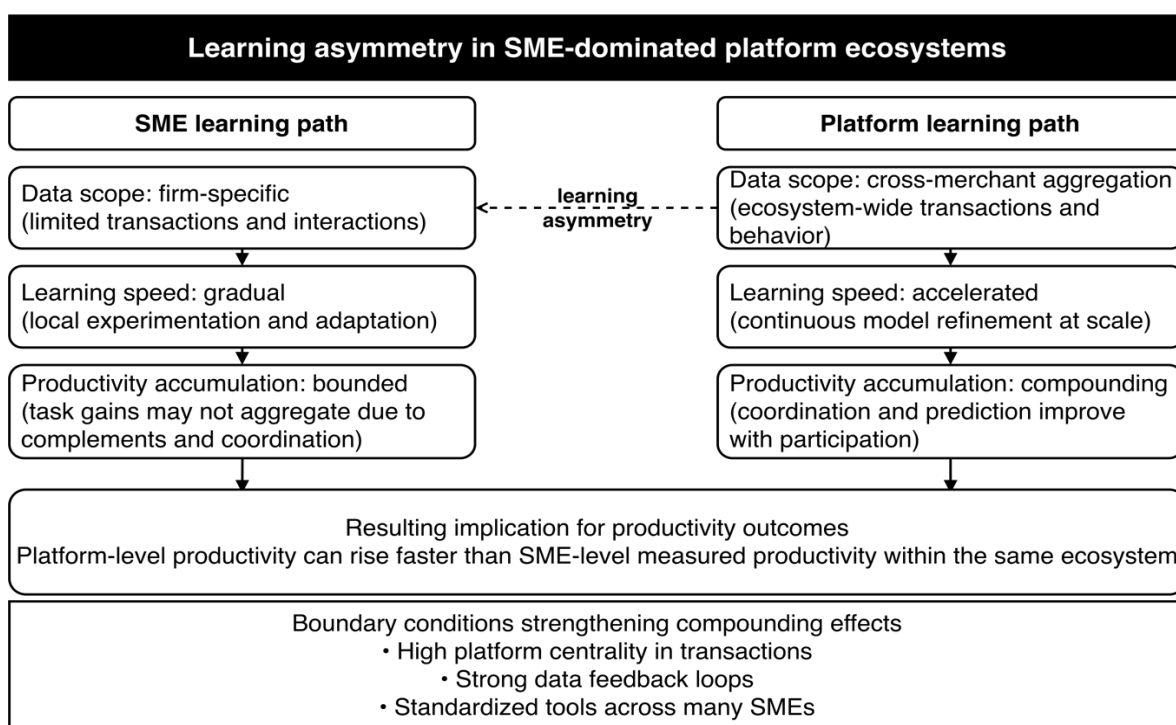 Learning asymmetry in SME-dominated platform ecosystems
SME learning path
Data scope: firm-specific
(limited transactions and interactions)
Learning speed: gradual
(local experimentation and adaptation)
Productivity accumulation: bounded
(task gains may not aggregate due to
complements and coordination)
learning
asymmetry
Platform learning path
Data scope: cross-merchant aggregation
(ecosystem-wide transactions and
behavior)
Learning speed: accelerated
(continuous model refinement at scale)
Productivity accumulation: compounding
(coordination and prediction improve
with participation)
Resulting implication for productivity outcomes
Platform-level productivity can rise faster than SME-level measured productivity within the same ecosystem
Boundary conditions strengthening compounding effects
• High platform centrality in transactions
• Strong data feedback loops
• Standardized tools across many SMEs